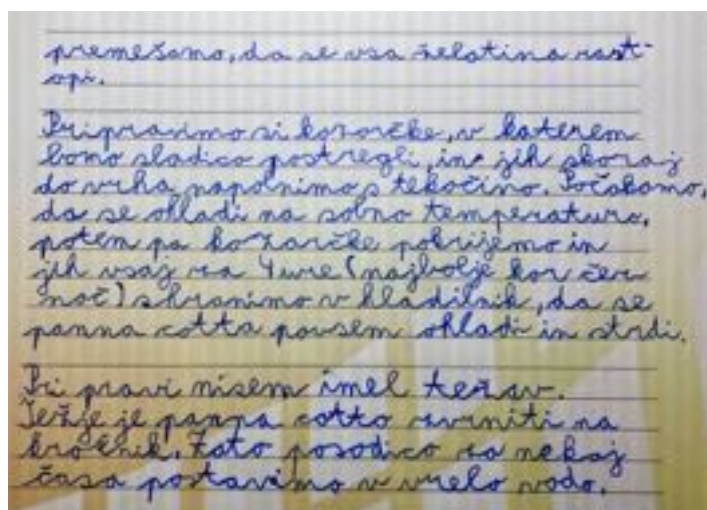 premešamo, da se vsa želatina rast-
opi.
Pripravimo si kozarčke, v katerem
bomo sladico postregli, in jih skoraj
do vrha napolnimo s tekočino. Počakamo,
da se ohladi na sobno temperaturo,
potem pa kozarčke pokrijemo in
jih vsaj za 4 ure (najbolje kar čez
noč) shranimo v hladilnik, da se
panna cotta povsem ohladi in strdi.
Pri pravi nisem imel težav.
Težje je panna cotto zvrniti na
krožnik. Zato posodico za nekaj
časa postavimo v vrelo vodo.